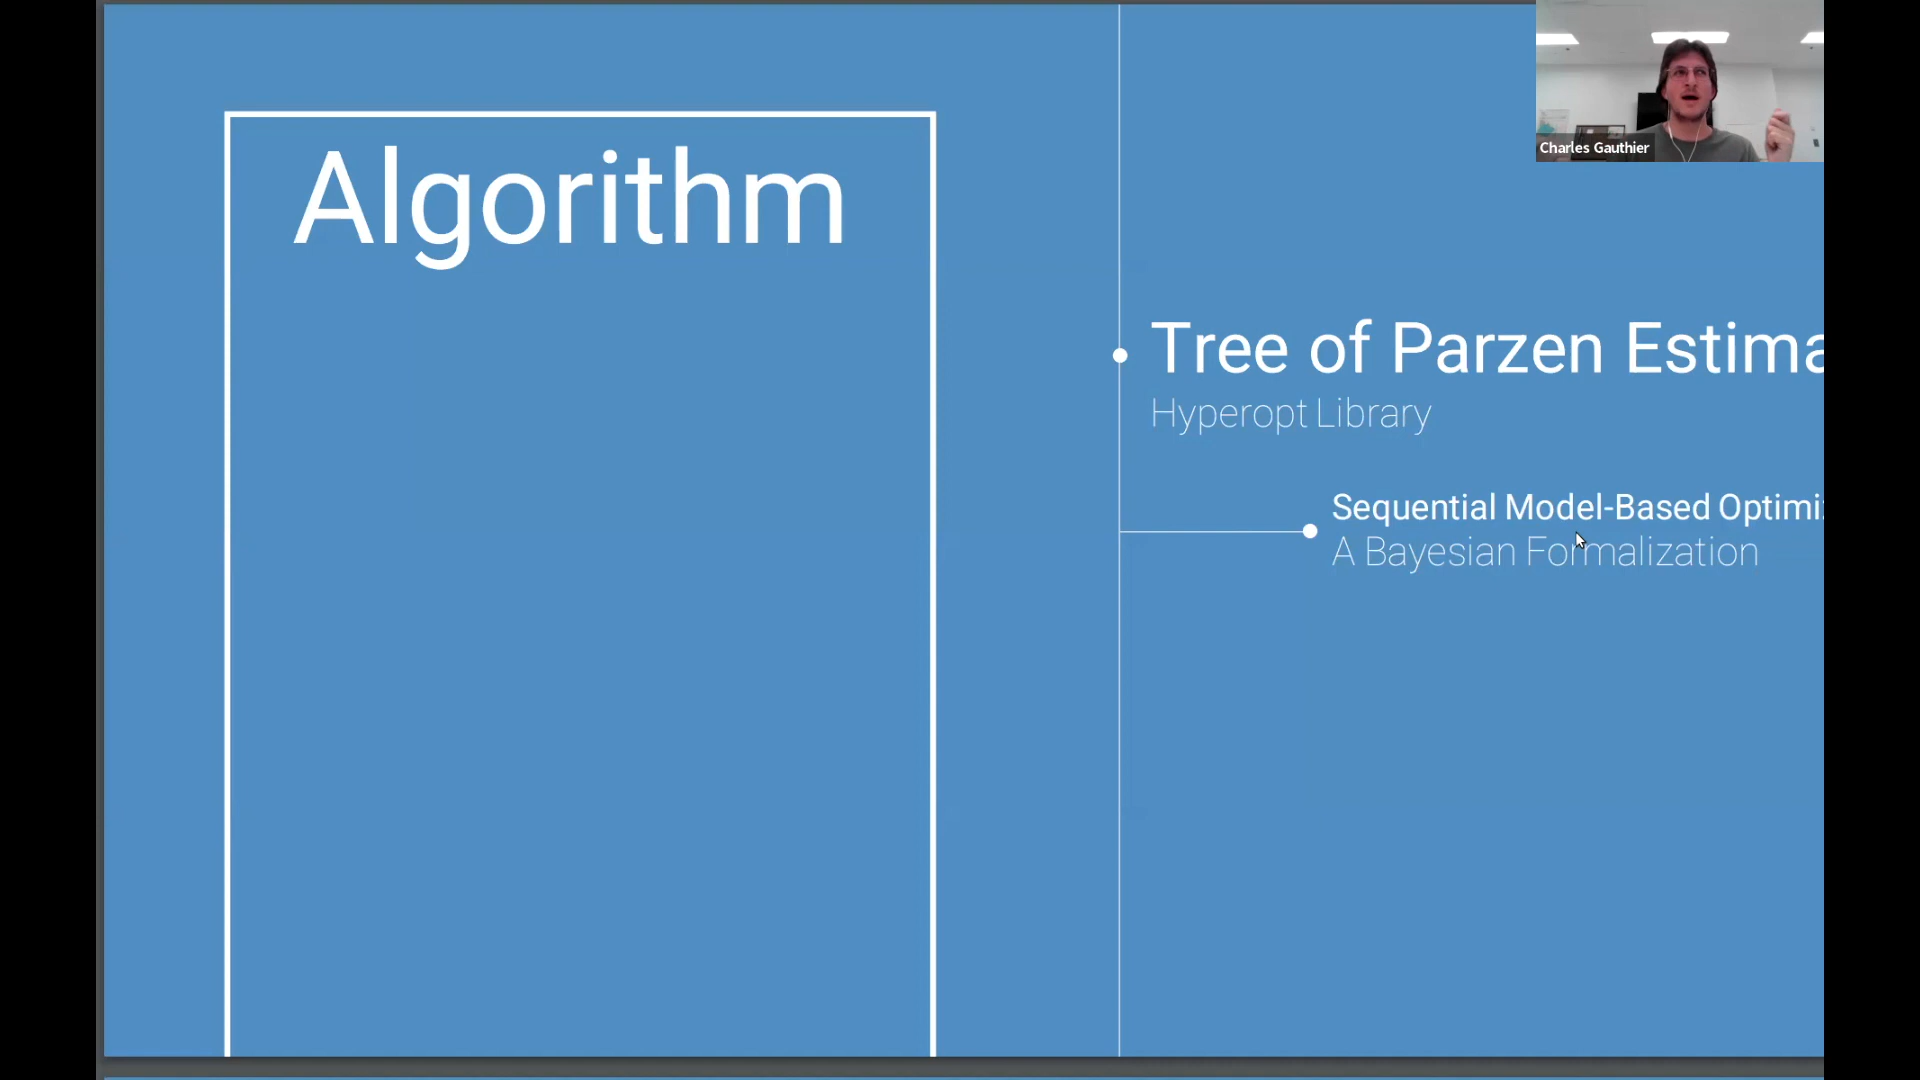 Algorithm
Tree of Parzen Estima
Hyperopt Library
Sequential Model-Based Optimi
A Bayesian Formalization
Charles Gauthier